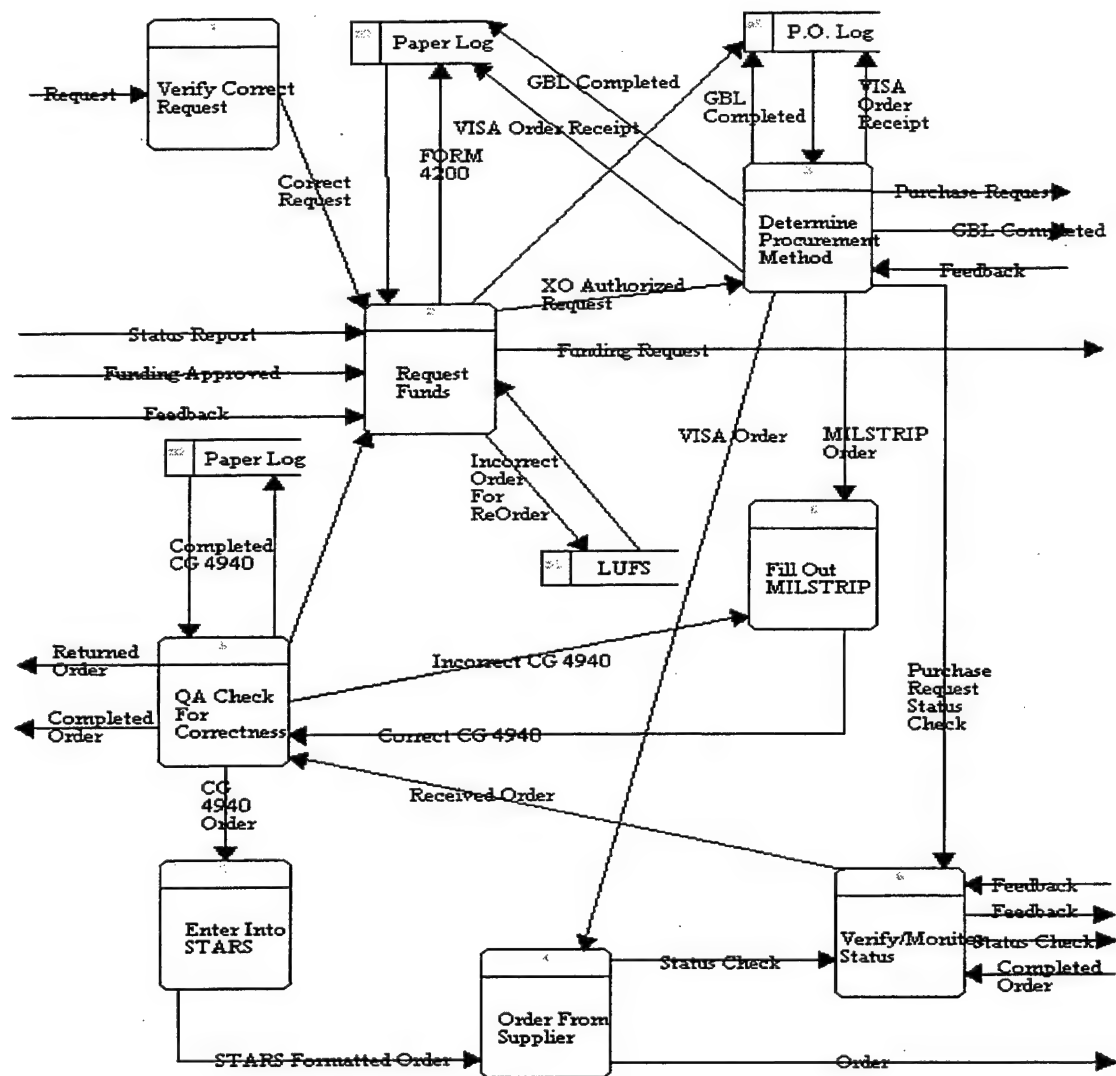 Paper Log
P.O. Log
Request
Verify Correct
Request
GBL Completed
GBL
Completed
VISA
Order
Receipt
VISA Order Receipt
FORM
4200
Correct
Request
Determine
Procurement
Method
Purchase Request
GBL Completed
Feedback
XO Authorized
Request
Status Report
Funding Approved
Feedback
Request
Funds
Funding Request
Paper Log
VISA Order
MILSTRIP
Order
Incorrect
Order
For
ReOrder
Completed
CG 4940
LUFS
Fill Out
MILSTRIP
Returned
Order
Completed
Order
QA Check
For
Correctness
Incorrect CG 4940
Correct CG 4940
Purchase
Request
Status
Check
CG
4940
Order
Received Order
Enter Into
STARS
Verify/Monitor
Status
Feedback
Feedback
Status Check
Completed
Order
Status Check
Order From
Supplier
STARS Formatted Order
Order